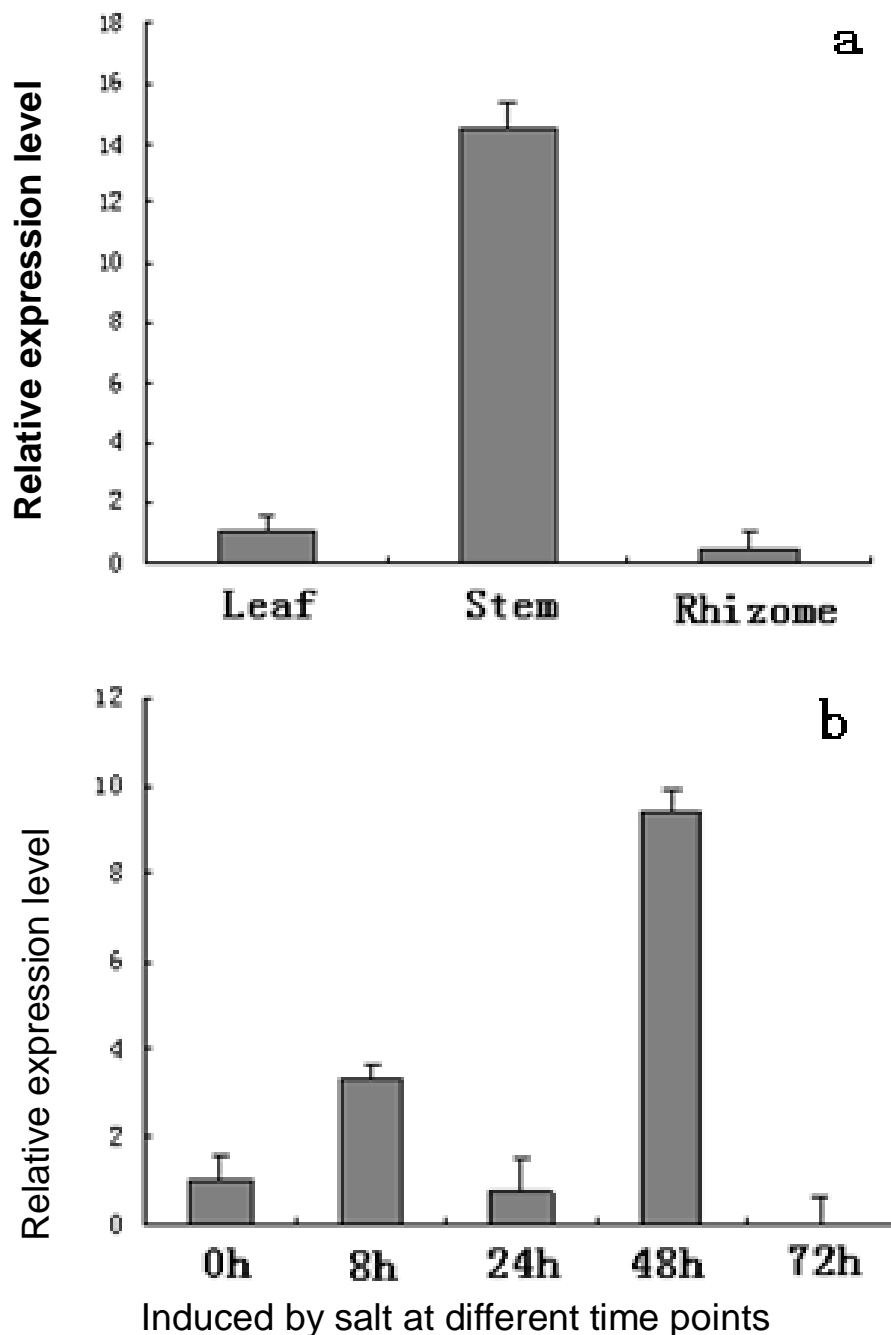 a
Relative expression level
18
16
14
12
10
8
6
4
2
0
Leaf Stem Rhizome
b
Relative expression level
12
10
8
6
4
2
0
0h 8h 24h 48h 72h
Induced by salt at different time points